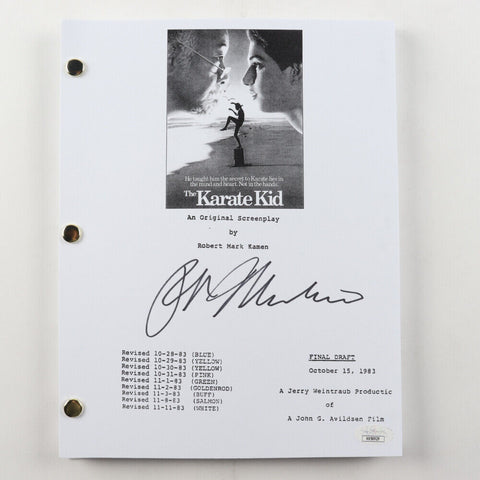 He taught him the secret to Karate lies in
the mind and heart. Not in the hands.
The Karate Kid
An Original Screenplay
by
Robert Mark Kamen
Revised 10-28-83 (BLUE)
Revised 10-29-83 (YELLOW)
Revised 10-30-83 (YELLOW)
Revised 10-31-83 (PINK)
Revised 11-1-83 (GREEN)
Revised 11-2-83 (GOLDENROD)
Revised 11-3-83 (BUFF)
Revised 11-8-83 (SALMON)
Revised 11-11-83 (WHITE)
FINAL DRAFT
October 15, 1983
A Jerry Weintraub Productic
of
A John G. Avildsen Film